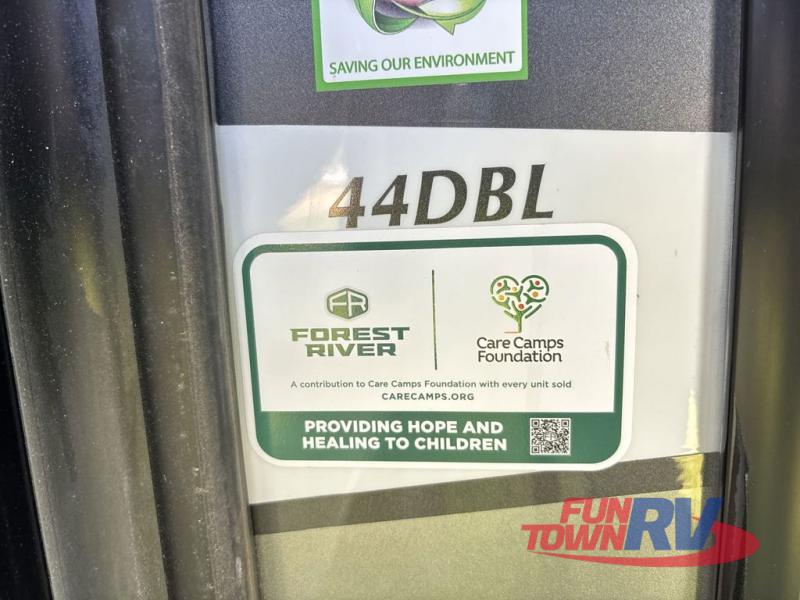 SAVING OUR ENVIRONMENT
44DBL
FR
FOREST
RIVER
Care Camps
Foundation
A contribution to Care Camps Foundation with every unit sold
CARECAMPS.ORG
PROVIDING HOPE AND
HEALING TO CHILDREN
FUN
TOWN RV